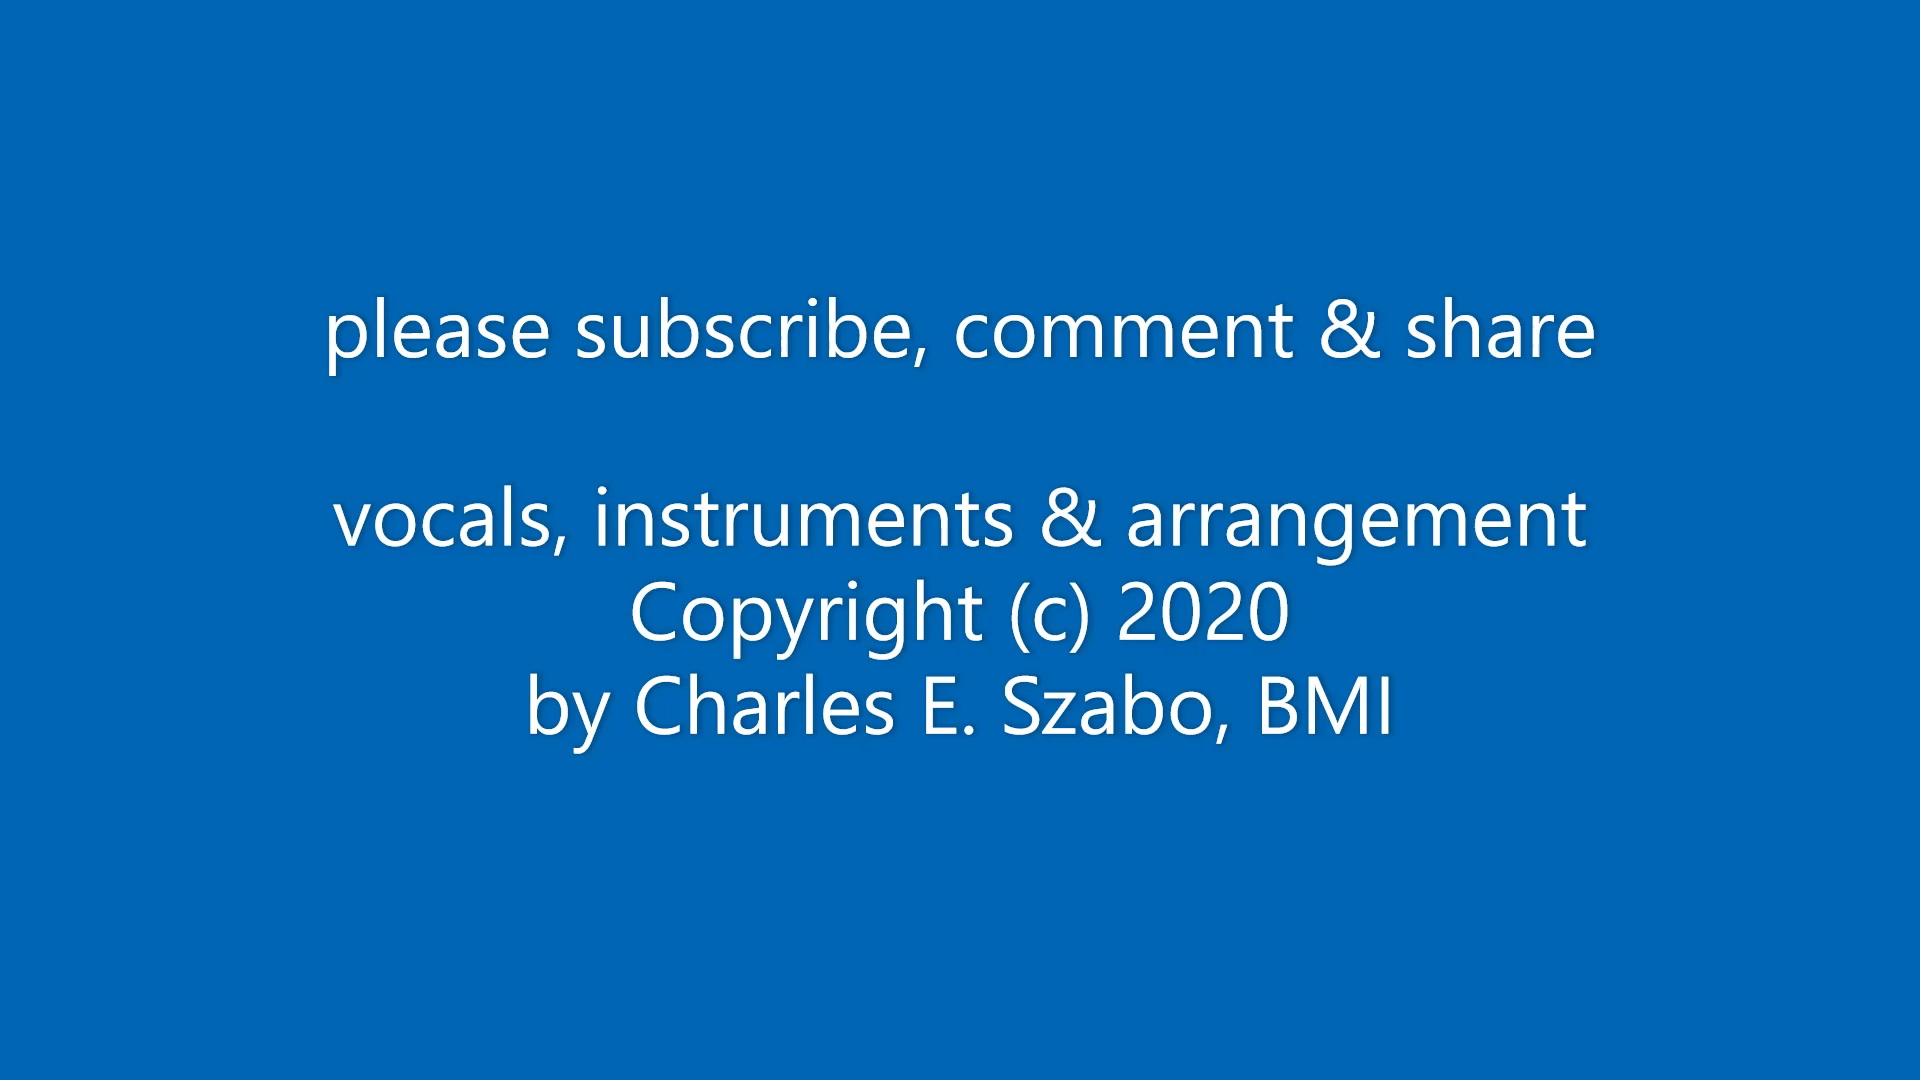 please subscribe, comment & share
vocals, instruments & arrangement
Copyright (c) 2020
by Charles E. Szabo, BMI